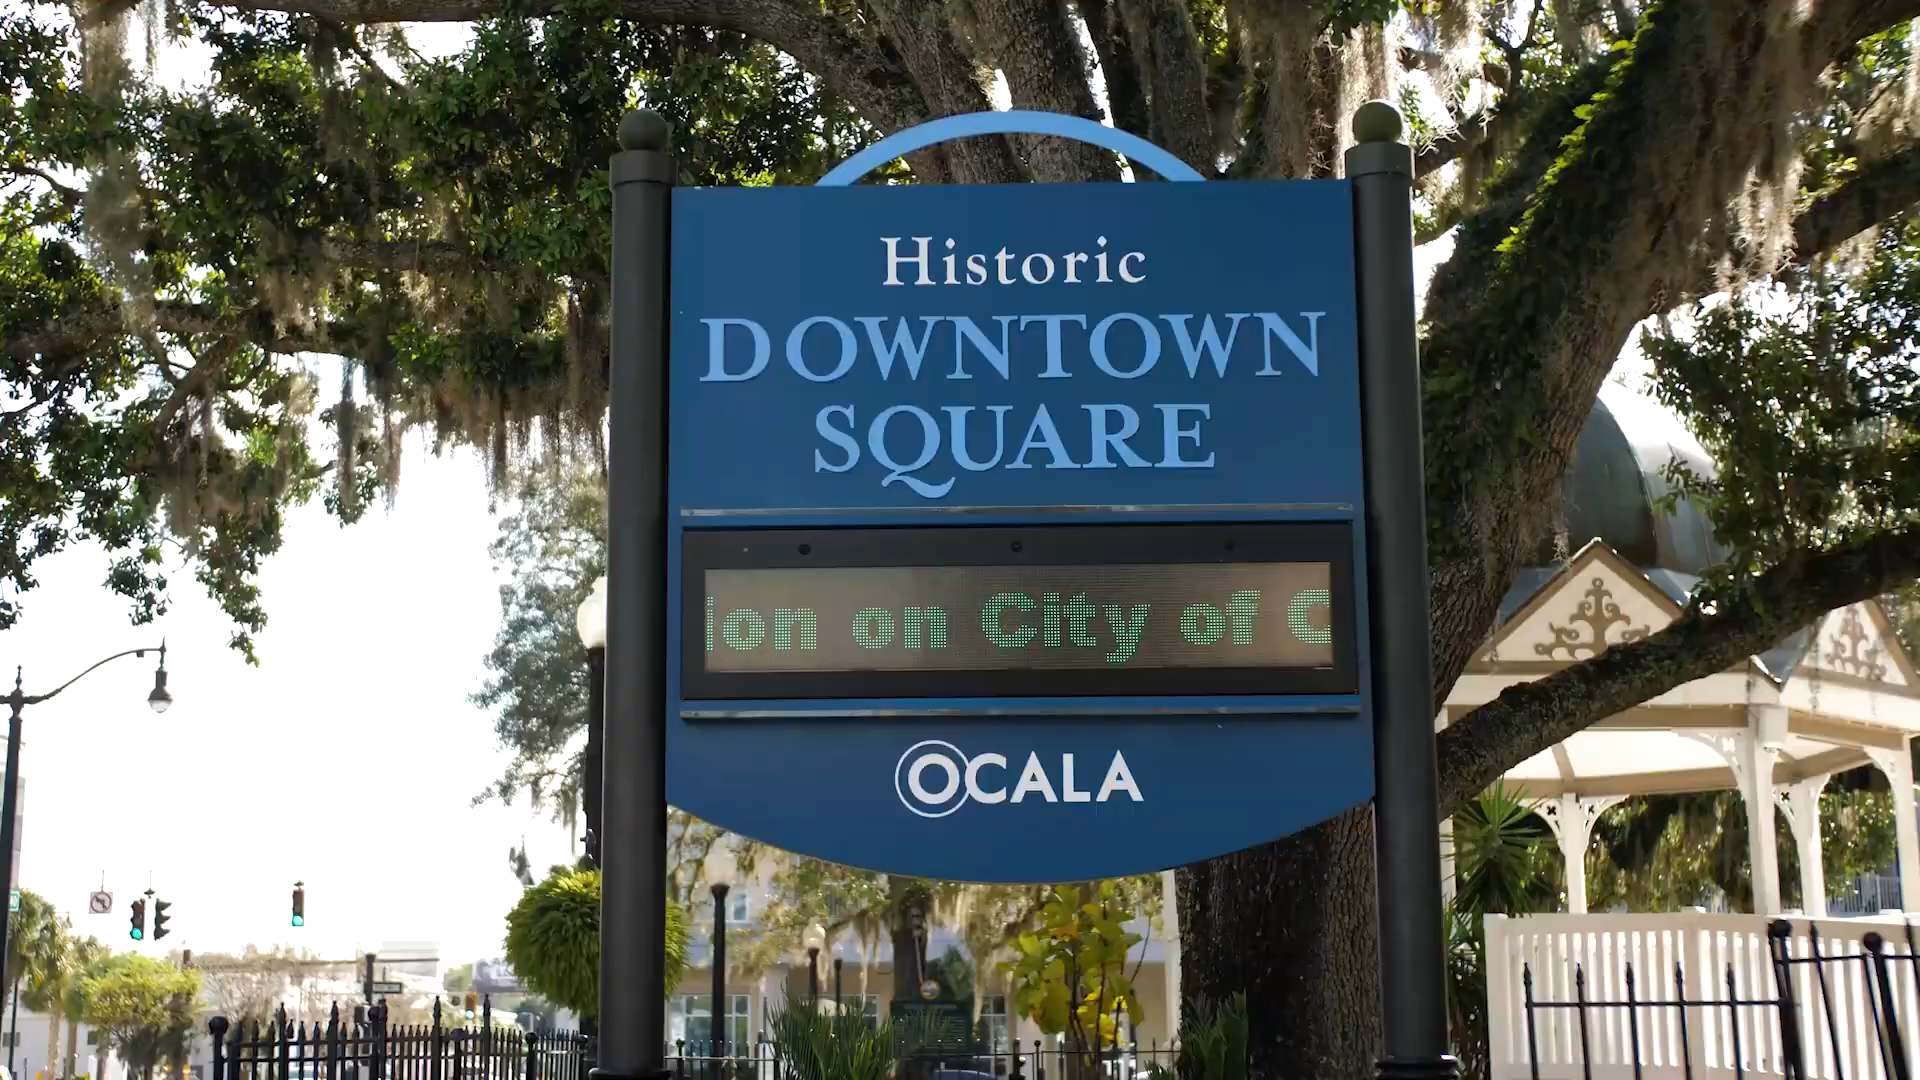 Historic
DOWNTOWN
SQUARE
ion on City of C
OCALA